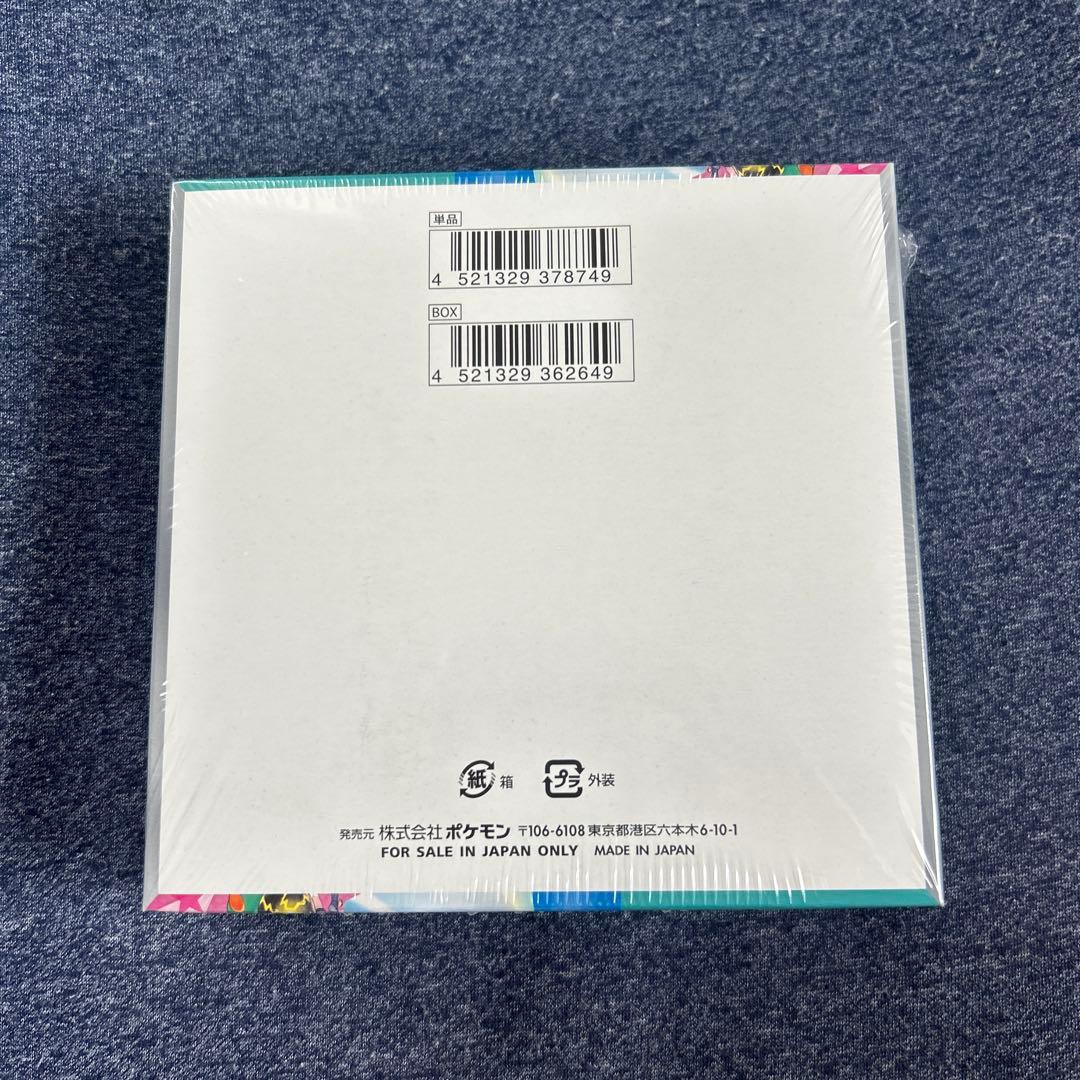 単品
4 521329 378749
BOX
4 521329 362649
紙 箱 プラ 外装
発売元 株式会社ポケモン 〒106-6108 東京都港区六本木6-10-1
FOR SALE IN JAPAN ONLY MADE IN JAPAN